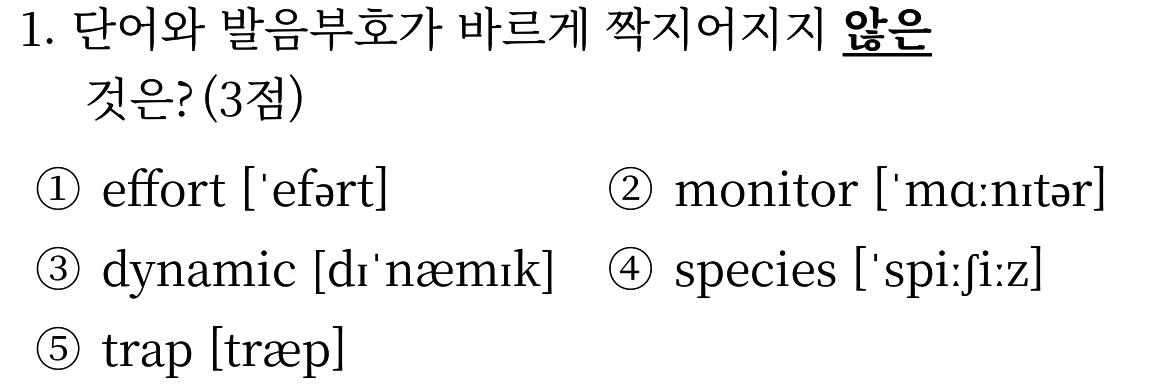 1. 단어와 발음부호가 바르게 짝지어지지 않은
것은?(3점)
① effort [ˈefərt] ② monitor [ˈmɑːnɪtər]
③ dynamic [dɪˈnæmɪk] ④ species [ˈspiːʃiːz]
⑤ trap [træp]